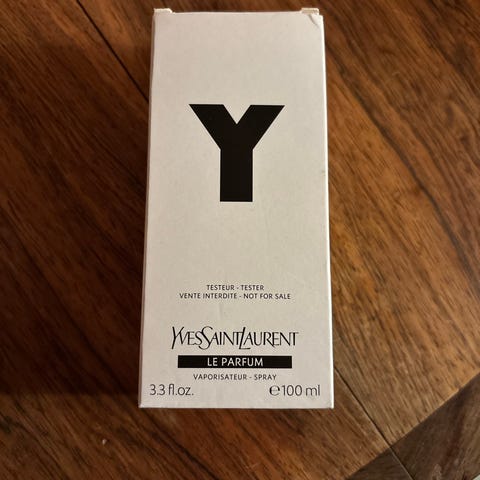 Y
TESTEUR - TESTER
VENTE INTERDITE - NOT FOR SALE
YVESSAINTLAURENT
LE PARFUM
VAPORISATEUR - SPRAY
3.3 fl.oz. ℮100 ml